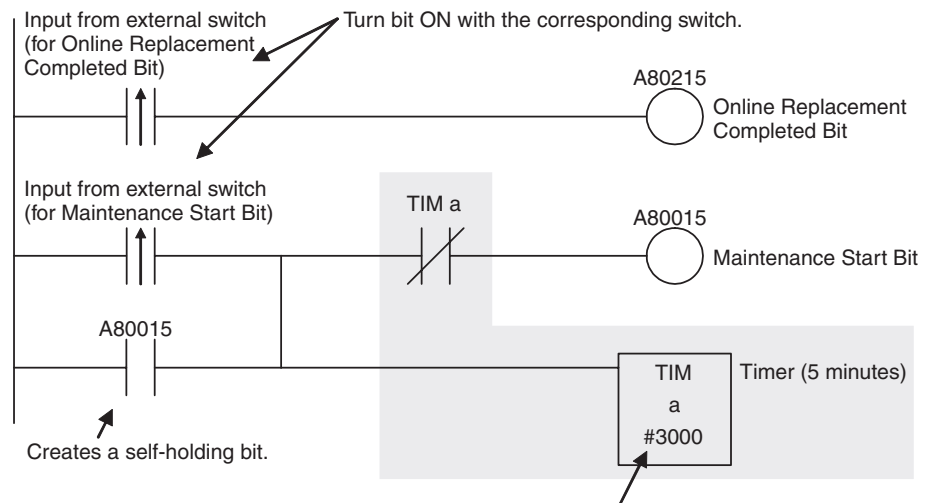 Input from external switch
(for Online Replacement
Completed Bit)
Turn bit ON with the corresponding switch.
A80215
Online Replacement
Completed Bit
Input from external switch
(for Maintenance Start Bit)
TIM a
A80015
Maintenance Start Bit
A80015
TIM
a
#3000
Timer (5 minutes)
Creates a self-holding bit.